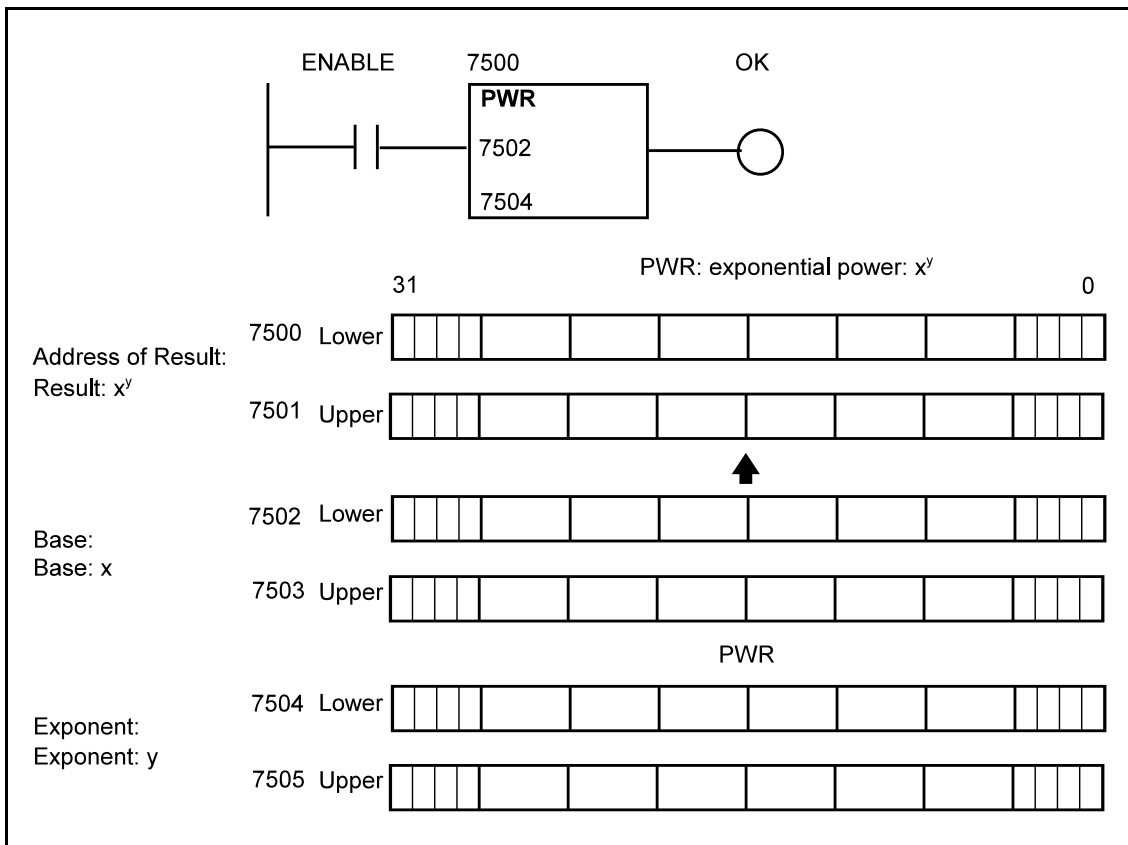 ENABLE 7500 OK
PWR
7502
7504
PWR: exponential power: xʸ
31 0
7500 Lower
Address of Result:
Result: xʸ
7501 Upper
7502 Lower
Base:
Base: x
7503 Upper
PWR
7504 Lower
Exponent:
Exponent: y
7505 Upper